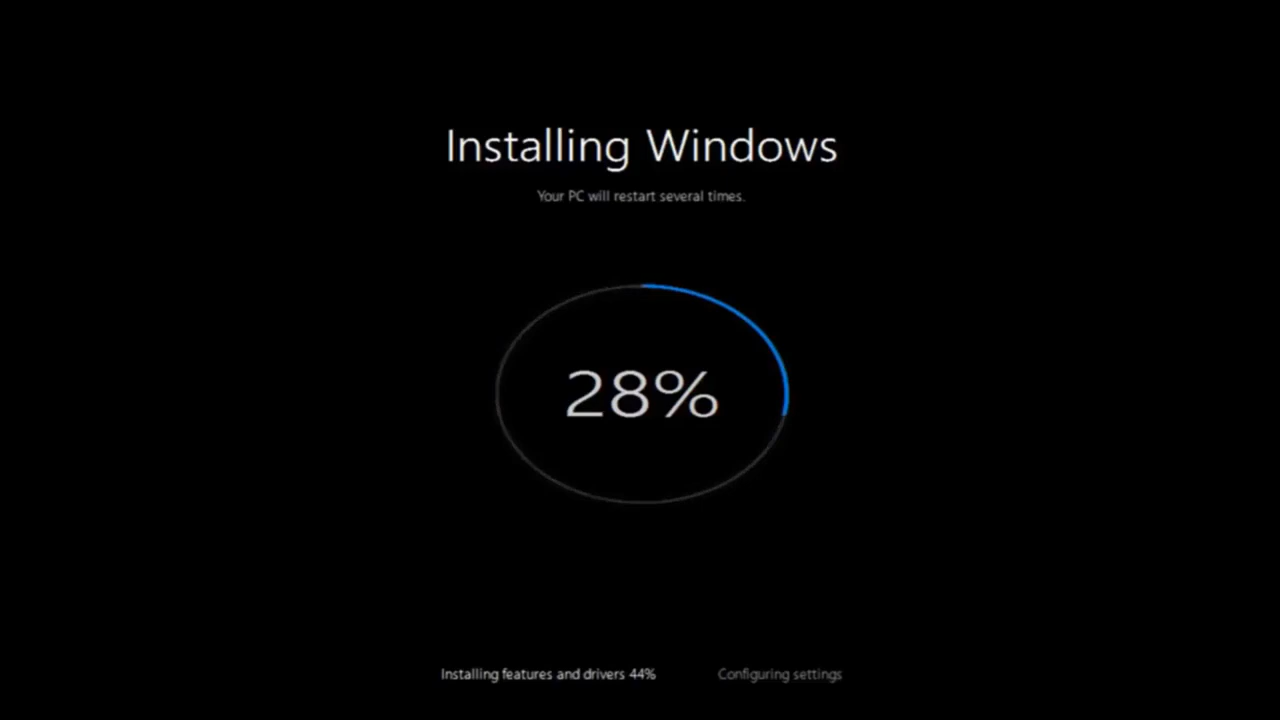 Installing Windows
Your PC will restart several times.
28%
Installing features and drivers 44% Configuring settings